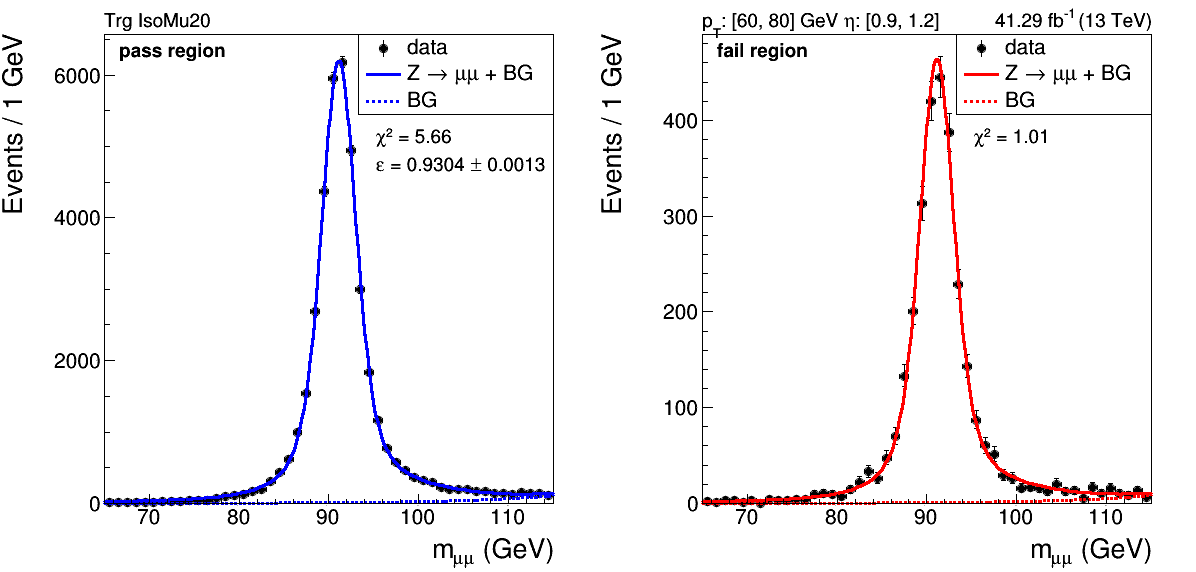 Trg IsoMu20
pass region
data
Z → μμ + BG
BG
χ² = 5.66
ε = 0.9304 ± 0.0013
Events / 1 GeV
6000
4000
2000
0
70 80 90 100 110
m_μμ (GeV)
p_T: [60, 80] GeV η: [0.9, 1.2] 41.29 fb⁻¹ (13 TeV)
fail region
data
Z → μμ + BG
BG
χ² = 1.01
Events / 1 GeV
400
300
200
100
0
70 80 90 100 110
m_μμ (GeV)